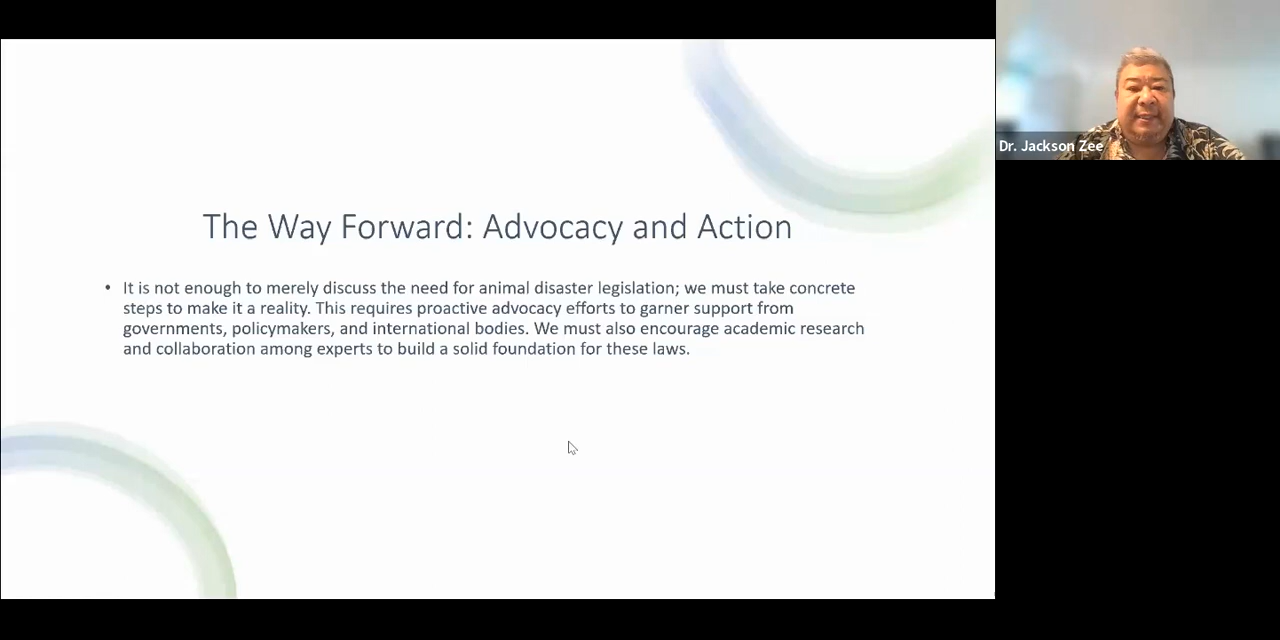 The Way Forward: Advocacy and Action
• It is not enough to merely discuss the need for animal disaster legislation; we must take concrete
steps to make it a reality. This requires proactive advocacy efforts to garner support from
governments, policymakers, and international bodies. We must also encourage academic research
and collaboration among experts to build a solid foundation for these laws.
Dr. Jackson Zee